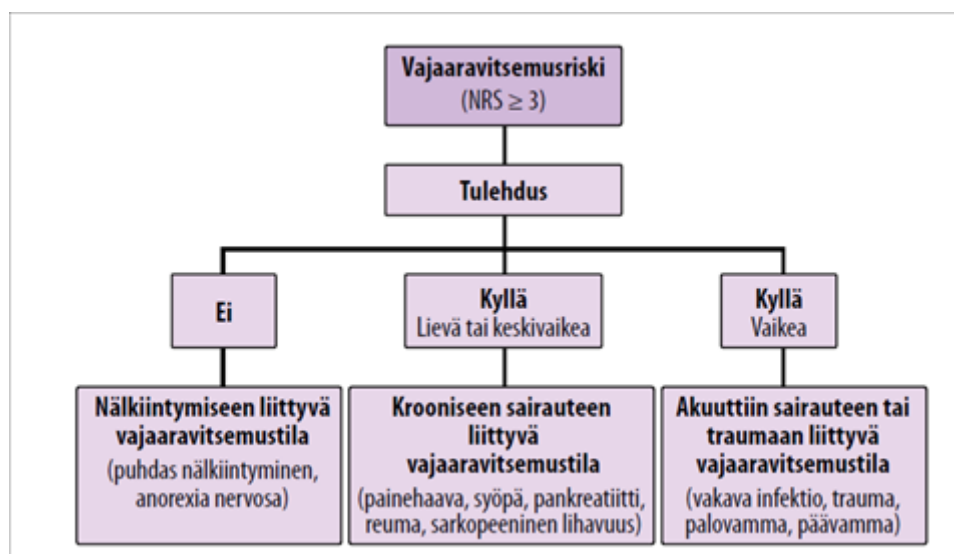 Vajaaravitsemusriski
(NRS ≥ 3)
Tulehdus
Ei
Kyllä
Lievä tai keskivaikea
Kyllä
Vaikea
Nälkiintymiseen liittyvä
vajaaravitsemustila
(puhdas nälkiintyminen,
anorexia nervosa)
Krooniseen sairauteen
liittyvä
vajaaravitsemustila
(painehaava, syöpä, pankreatiitti,
reuma, sarkopeeninen lihavuus)
Akuuttiin sairauteen tai
traumaan liittyvä
vajaaravitsemustila
(vakava infektio, trauma,
palovamma, päävamma)